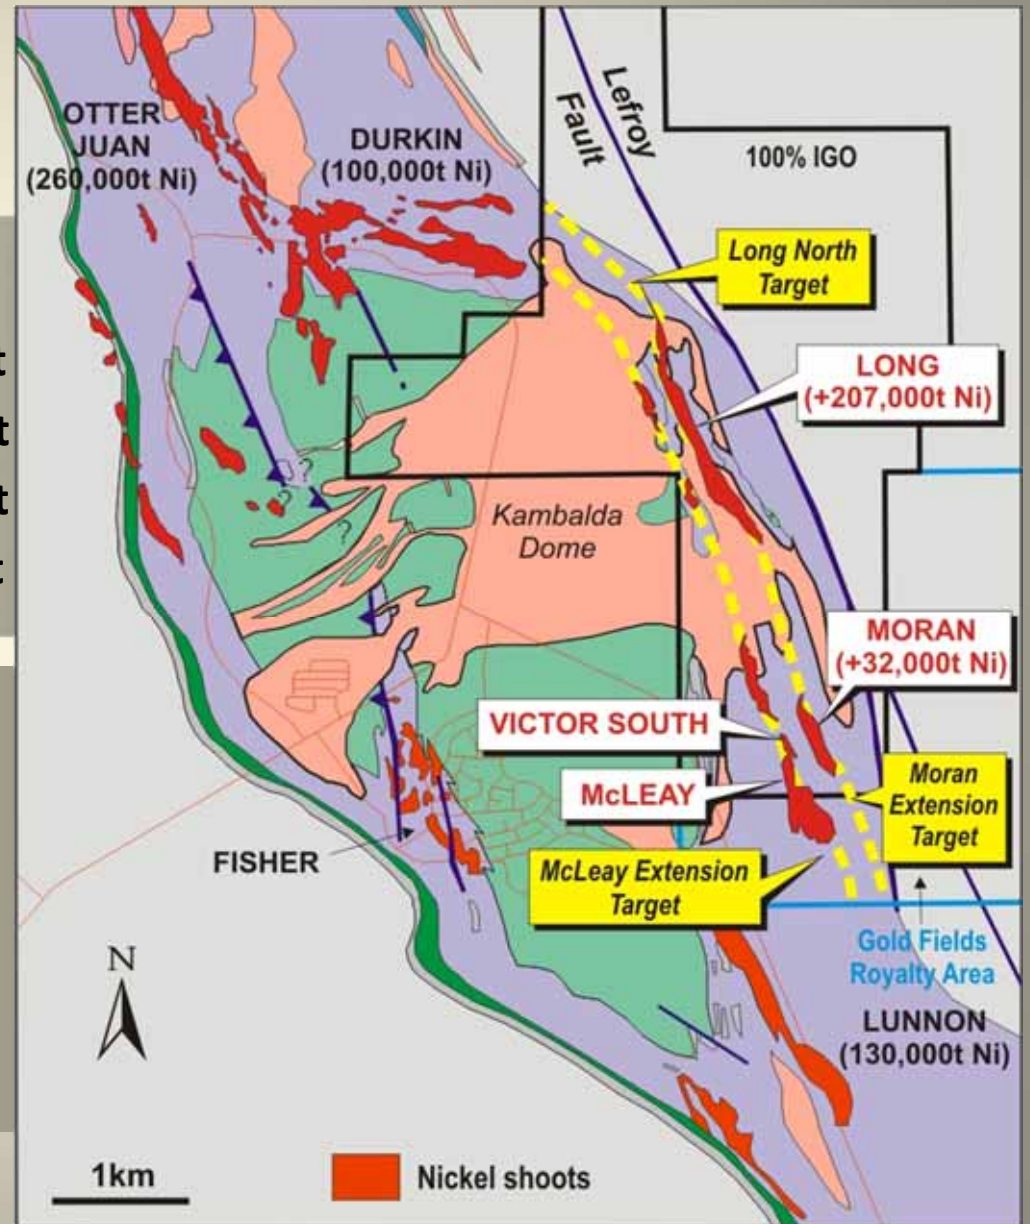 OTTER
JUAN
(260,000t Ni)
DURKIN
(100,000t Ni)
Lefroy
Fault
100% IGO
Long North
Target
LONG
(+207,000t Ni)
t
t
t
t
?
?
?
Kambalda
Dome
MORAN
(+32,000t Ni)
VICTOR SOUTH
McLEAY
Moran
Extension
Target
FISHER
McLeay Extension
Target
Gold Fields
Royalty Area
N
LUNNON
(130,000t Ni)
1km
Nickel shoots